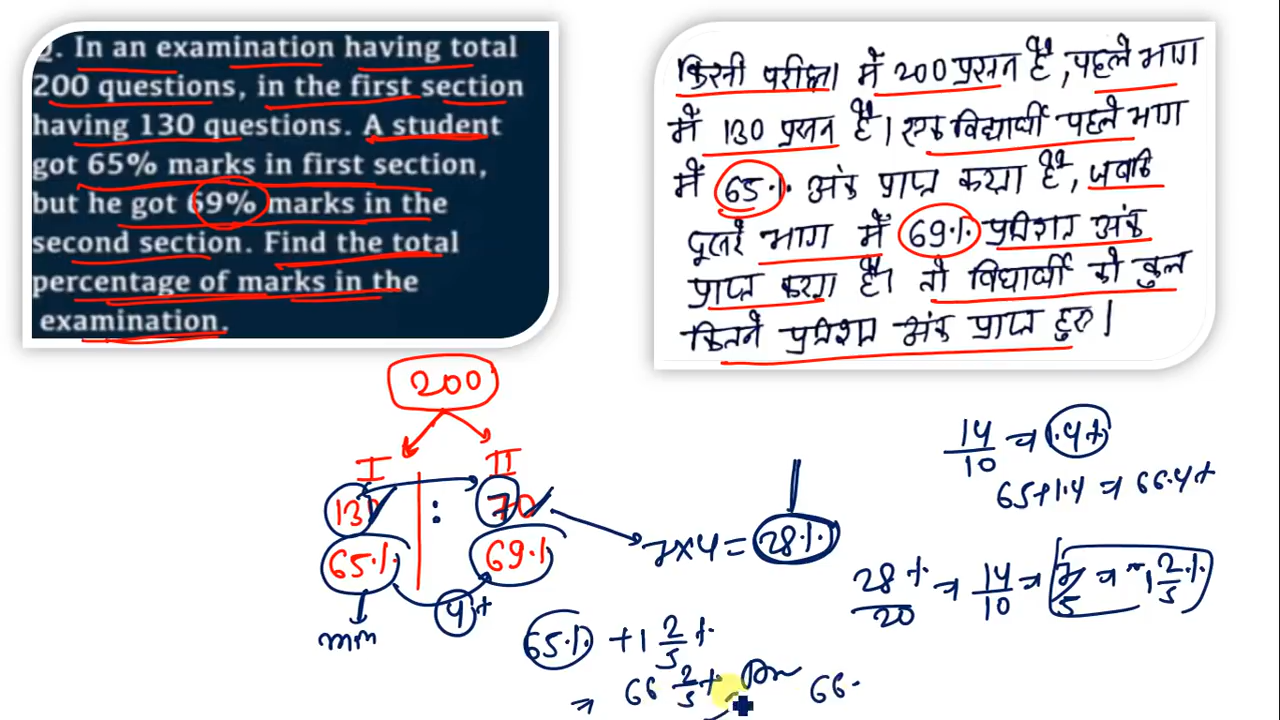 Q. In an examination having total
200 questions, in the first section
having 130 questions. A student
got 65% marks in first section,
but he got 69% marks in the
second section. Find the total
percentage of marks in the
examination.
किसी परीक्षा में 200 प्रश्न है, पहले भाग
में 130 प्रश्न है। एक विद्यार्थी पहले भाग
में 65% अंक प्राप्त करता है, जबकि
दूसरे भाग में 69% प्रतिशत अंक
प्राप्त करता है। तो विद्यार्थी को कुल
कितने प्रतिशत अंक प्राप्त हुए।
200
I II
130 : 70
65% 69%
4%
7×4 = 28%
14/10 ⇒ 1.4%
65+1.4 ⇒ 66.4%
28%/20 ⇒ 14/10 ⇒ 7/5 ⇒ 1 2/5%
65% + 1 2/5%
⇒ 66 2/5% Ans 66.